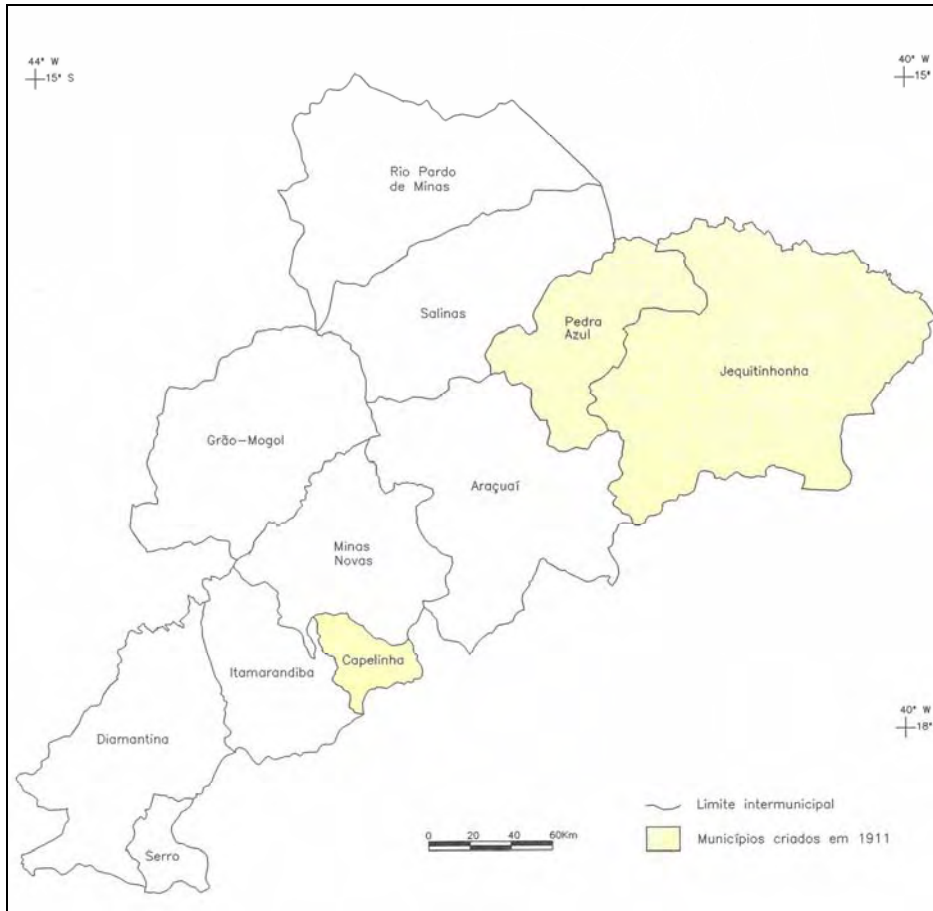 44° W
15° S
40° W
15°
Rio Pardo
de Minas
Salinas
Pedra
Azul
Jequitinhonha
Grão-Mogol
Araçuaí
Minas
Novas
Capelinha
Itamarandiba
Diamantina
Serro
40° W
18°
0 20 40 60Km
Limite intermunicipal
Municípios criados em 1911